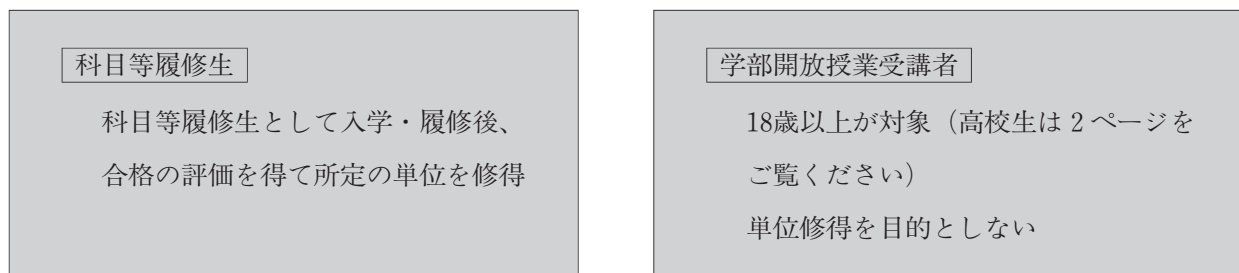 科目等履修生
科目等履修生として入学・履修後、
合格の評価を得て所定の単位を修得
学部開放授業受講者
18歳以上が対象(高校生は2ページを
ご覧ください)
単位修得を目的としない